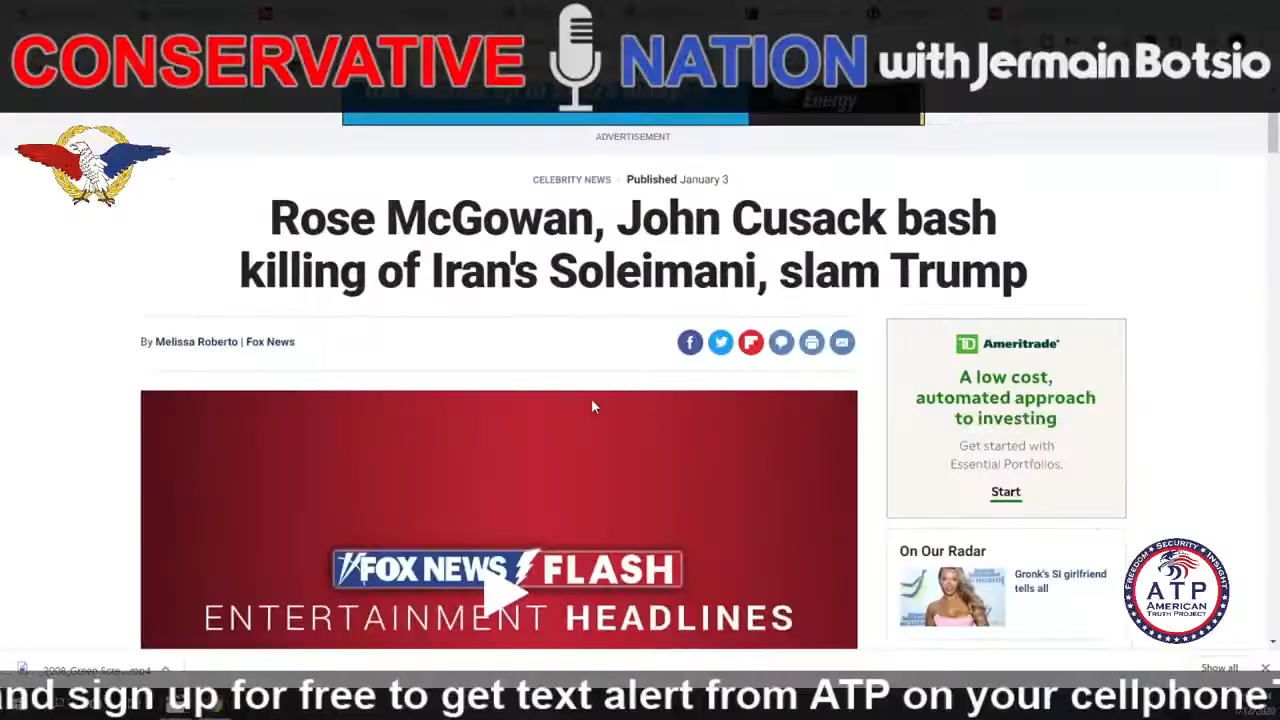 CONSERVATIVE NATION with Jermain Botsio
Energy
ADVERTISEMENT
CELEBRITY NEWS Published January 3
Rose McGowan, John Cusack bash
killing of Iran's Soleimani, slam Trump
By Melissa Roberto | Fox News
TD Ameritrade
A low cost,
automated approach
to investing
Get started with
Essential Portfolios.
Start
FOX NEWS FLASH
ENTERTAINMENT HEADLINES
On Our Radar
Gronk's SI girlfriend
tells all
FREEDOM SECURITY INSIGHT
ATP
AMERICAN
TRUTH PROJECT
Show all
and sign up for free to get text alert from ATP on your cellphone